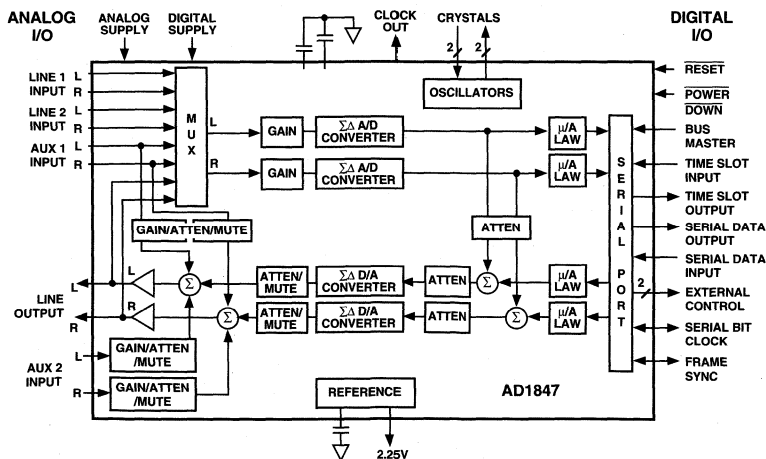 ANALOG
I/O
ANALOG
SUPPLY
DIGITAL
SUPPLY
CLOCK
OUT
CRYSTALS
DIGITAL
I/O
2
2
OSCILLATORS
LINE 1
INPUT
L
R
LINE 2
INPUT
L
R
AUX 1
INPUT
L
R
M
U
X
L
R
GAIN
ΣΔ A/D
CONVERTER
μ/A
LAW
GAIN
ΣΔ A/D
CONVERTER
μ/A
LAW
RESET
POWER
DOWN
BUS
MASTER
TIME SLOT
INPUT
TIME SLOT
OUTPUT
SERIAL DATA
OUTPUT
SERIAL DATA
INPUT
2
EXTERNAL
CONTROL
SERIAL BIT
CLOCK
FRAME
SYNC
S
E
R
I
A
L
P
O
R
T
GAIN/ATTEN/MUTE
ATTEN
L
L
Σ
ATTEN/
MUTE
ΣΔ D/A
CONVERTER
ATTEN
Σ
μ/A
LAW
LINE
OUTPUT
R
R
Σ
ATTEN/
MUTE
ΣΔ D/A
CONVERTER
ATTEN
Σ
μ/A
LAW
AUX 2
INPUT
L
R
GAIN/ATTEN
/MUTE
GAIN/ATTEN
/MUTE
REFERENCE
AD1847
2.25V